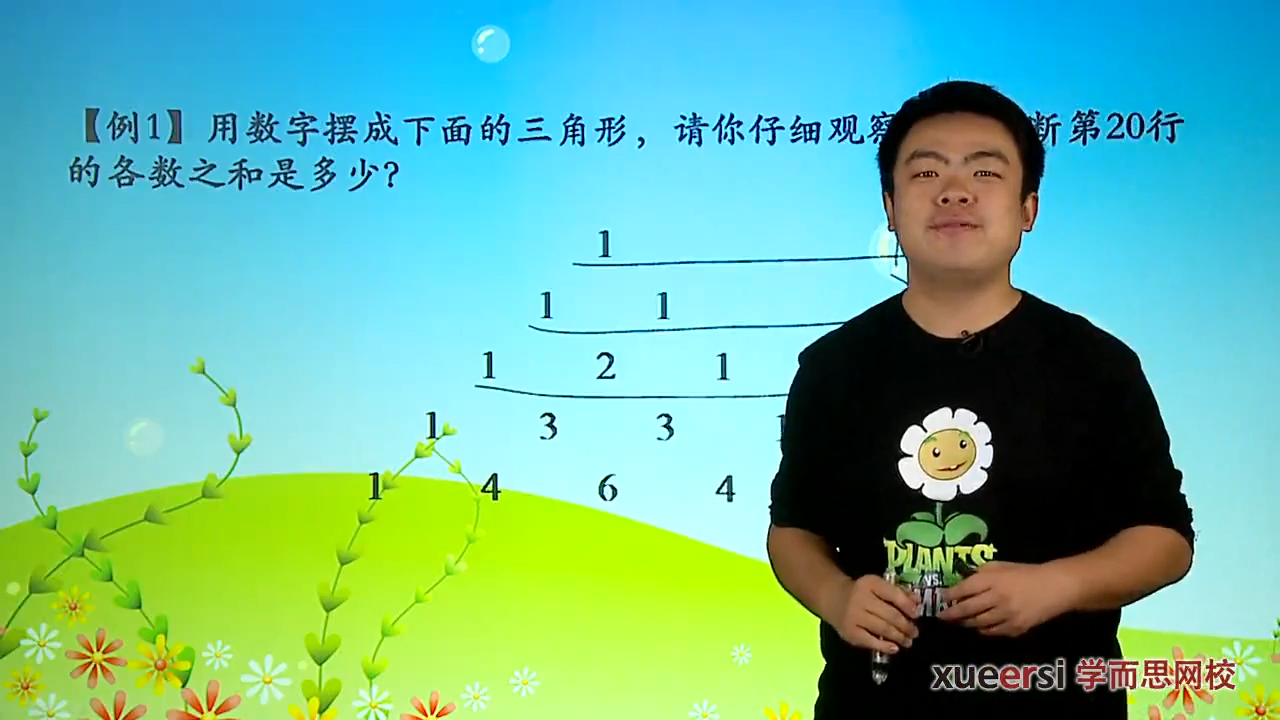 【例1】用数字摆成下面的三角形，请你仔细观察 断第20行
的各数之和是多少？
1
1 1
1 2 1
1 3 3 1
1 4 6 4
PLANTS
VS.
xueersi 学而思网校